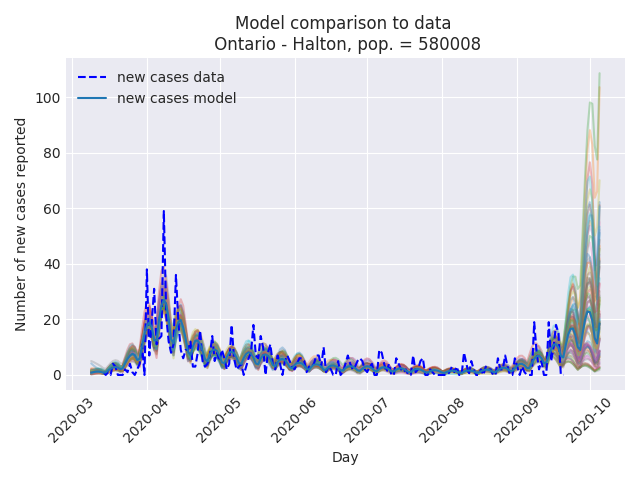 Model comparison to data
Ontario - Halton, pop. = 580008
new cases data
new cases model
Number of new cases reported
100
80
60
40
20
0
2020-03
2020-04
2020-05
2020-06
2020-07
2020-08
2020-09
2020-10
Day